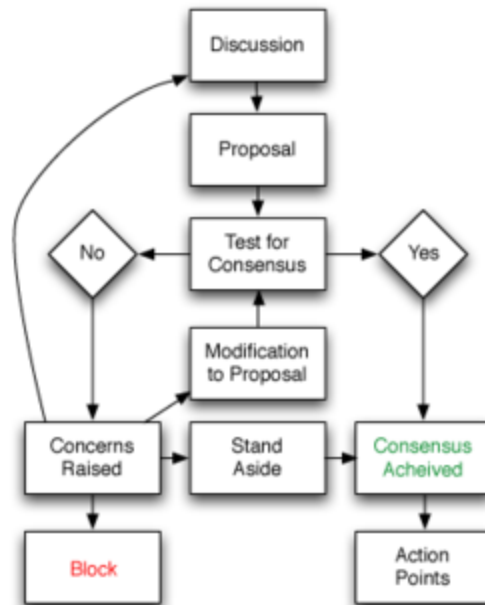 Discussion
Proposal
No
Test for
Consensus
Yes
Modification
to Proposal
Concerns
Raised
Stand
Aside
Consensus
Acheived
Block
Action
Points